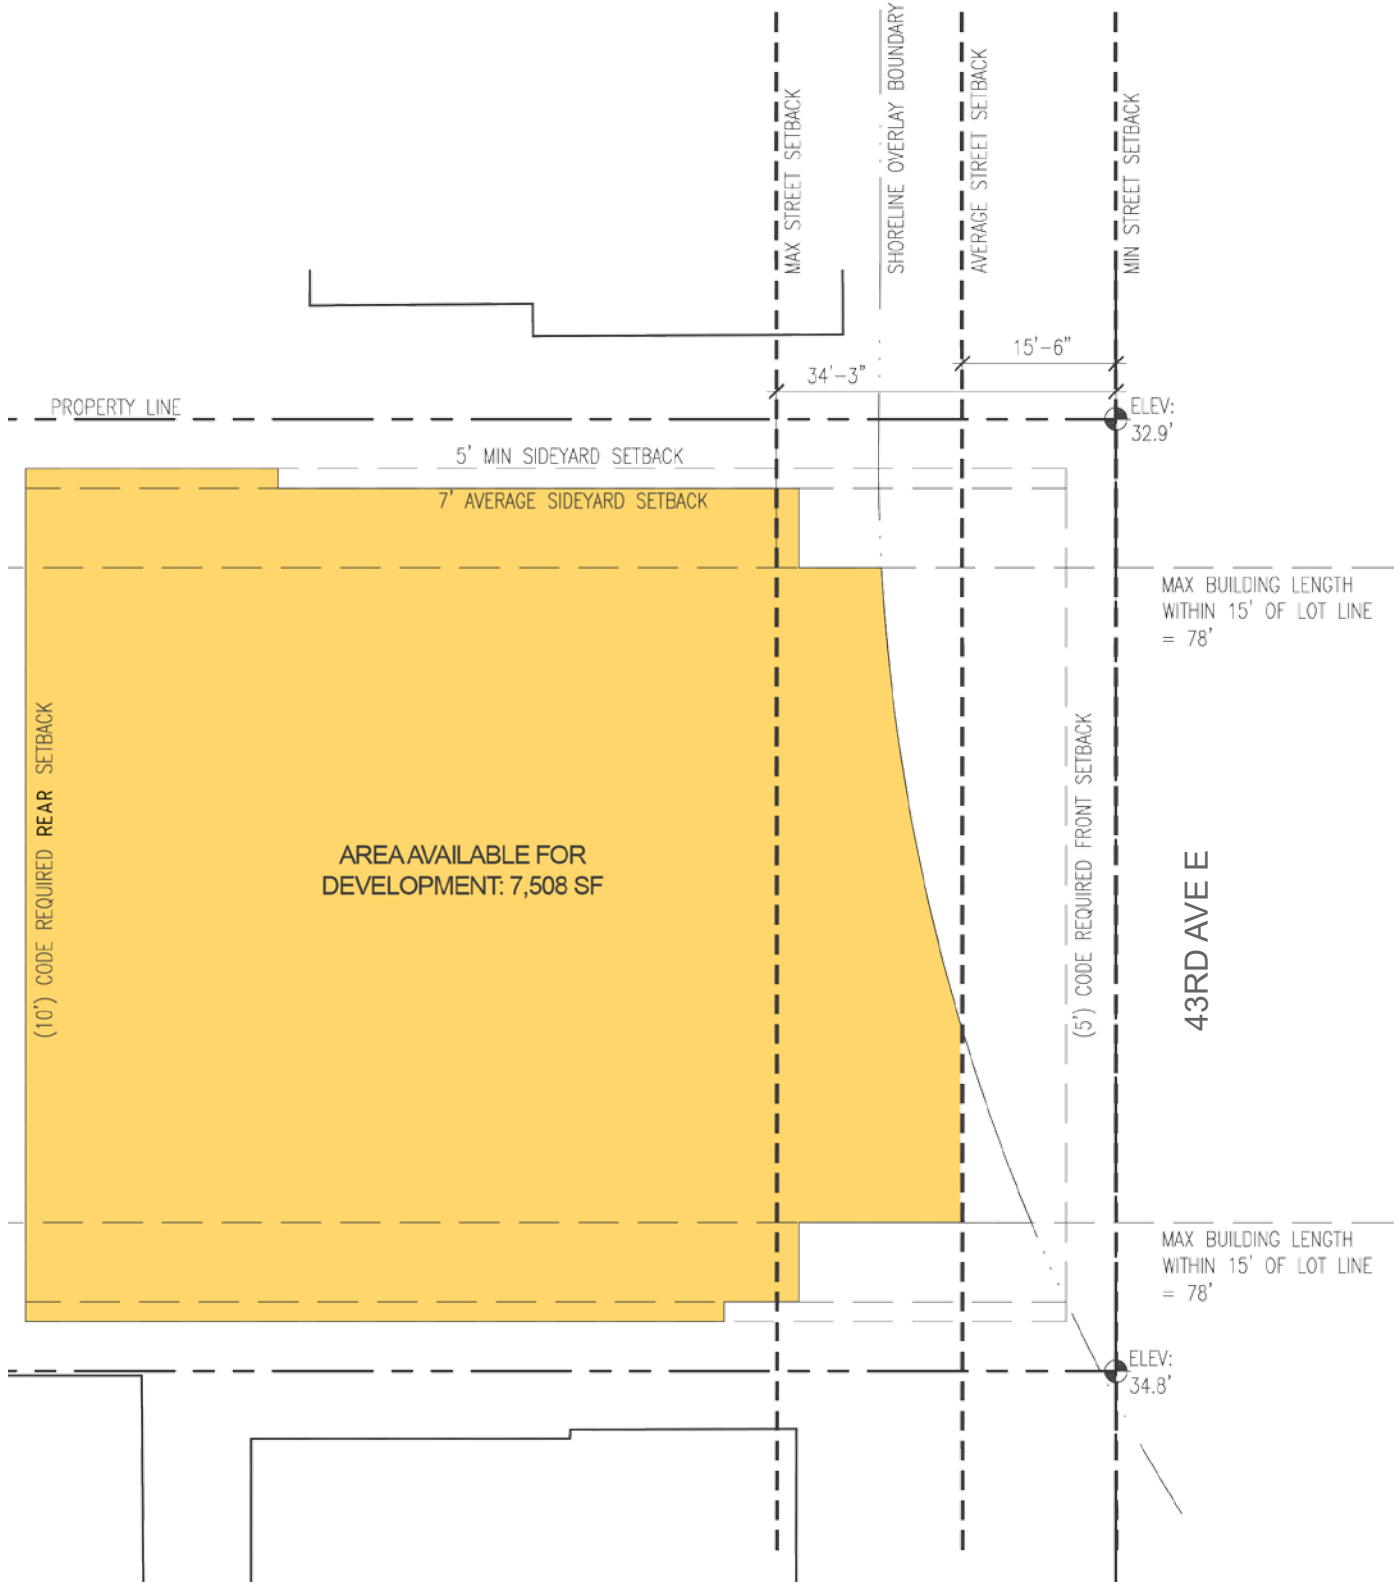 MAX STREET SETBACK
SHORELINE OVERLAY BOUNDARY
AVERAGE STREET SETBACK
MIN STREET SETBACK
15'-6"
34'-3"
PROPERTY LINE
ELEV:
32.9'
5' MIN SIDEYARD SETBACK
7' AVERAGE SIDEYARD SETBACK
MAX BUILDING LENGTH
WITHIN 15' OF LOT LINE
= 78'
(10') CODE REQUIRED REAR SETBACK
AREA AVAILABLE FOR
DEVELOPMENT: 7,508 SF
(5') CODE REQUIRED FRONT SETBACK
43RD AVE E
MAX BUILDING LENGTH
WITHIN 15' OF LOT LINE
= 78'
ELEV:
34.8'